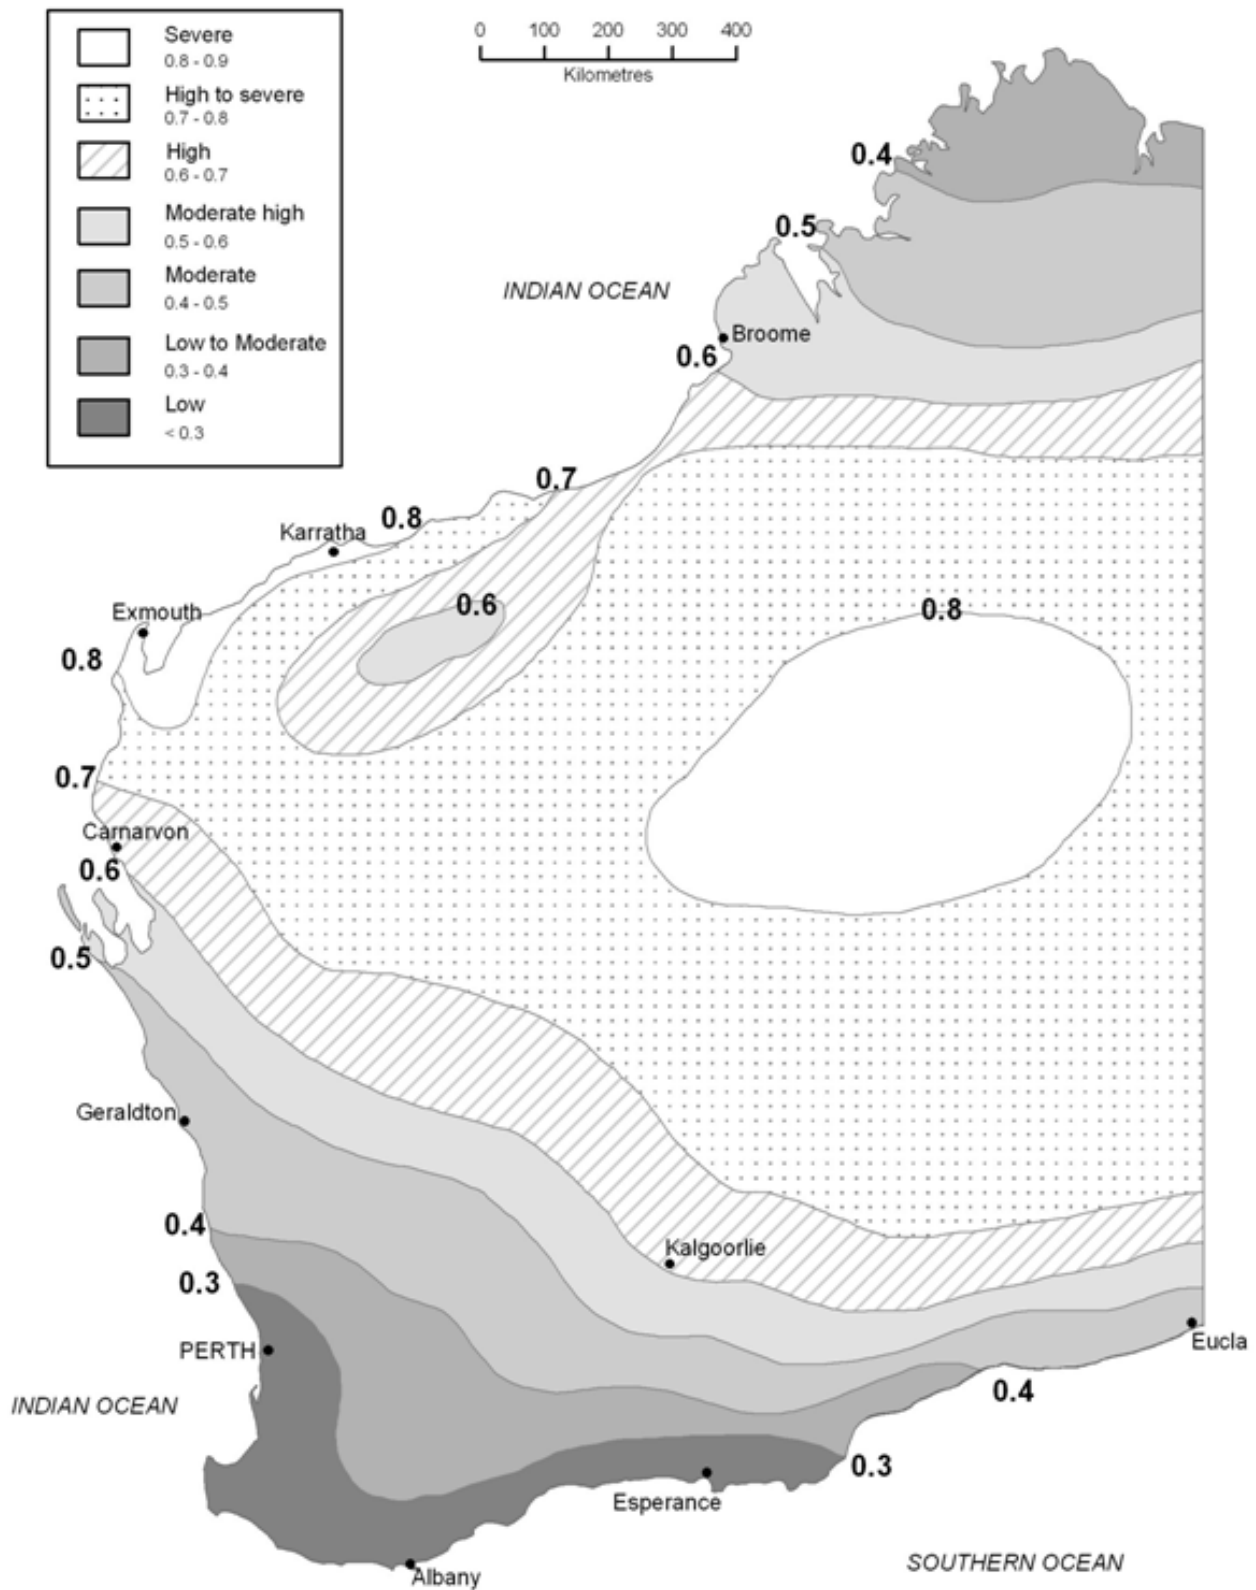 Severe
0.8 - 0.9
High to severe
0.7 - 0.8
High
0.6 - 0.7
Moderate high
0.5 - 0.6
Moderate
0.4 - 0.5
Low to Moderate
0.3 - 0.4
Low
< 0.3
0 100 200 300 400
Kilometres
0.4
0.5
INDIAN OCEAN
Broome
0.6
0.7
0.8
Karratha
0.6
0.8
Exmouth
0.8
0.7
Carnarvon
0.6
0.5
Geraldton
0.4
Kalgoorlie
0.3
Eucla
PERTH
0.4
INDIAN OCEAN
0.3
Esperance
SOUTHERN OCEAN
Albany